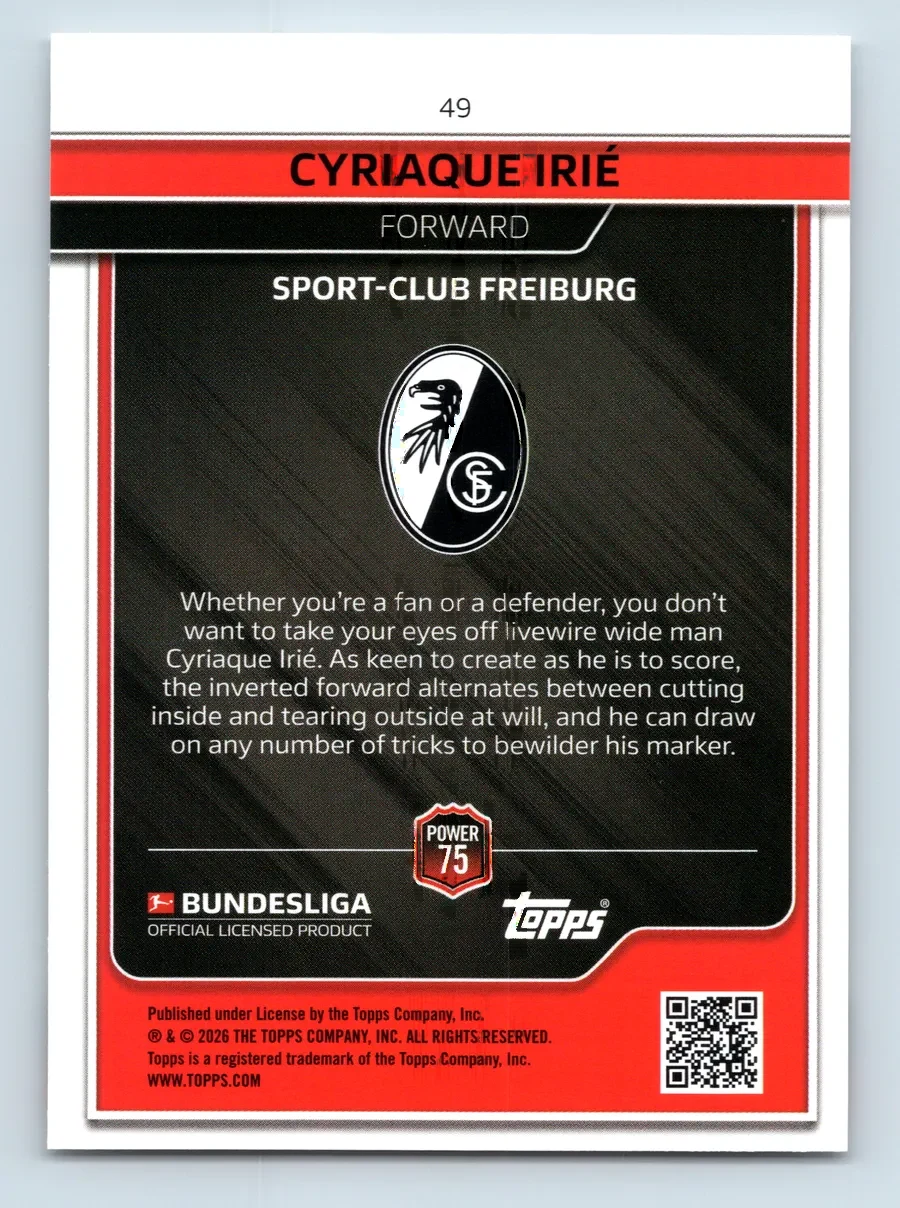 49
CYRIAQUE IRIÉ
FORWARD
SPORT-CLUB FREIBURG
SC F
Whether you're a fan or a defender, you don't
want to take your eyes off livewire wide man
Cyriaque Irié. As keen to create as he is to score,
the inverted forward alternates between cutting
inside and tearing outside at will, and he can draw
on any number of tricks to bewilder his marker.
POWER
75
BUNDESLIGA
OFFICIAL LICENSED PRODUCT
topps®
Published under License by the Topps Company, Inc.
® & © 2026 THE TOPPS COMPANY, INC. ALL RIGHTS RESERVED.
Topps is a registered trademark of the Topps Company, Inc.
WWW.TOPPS.COM